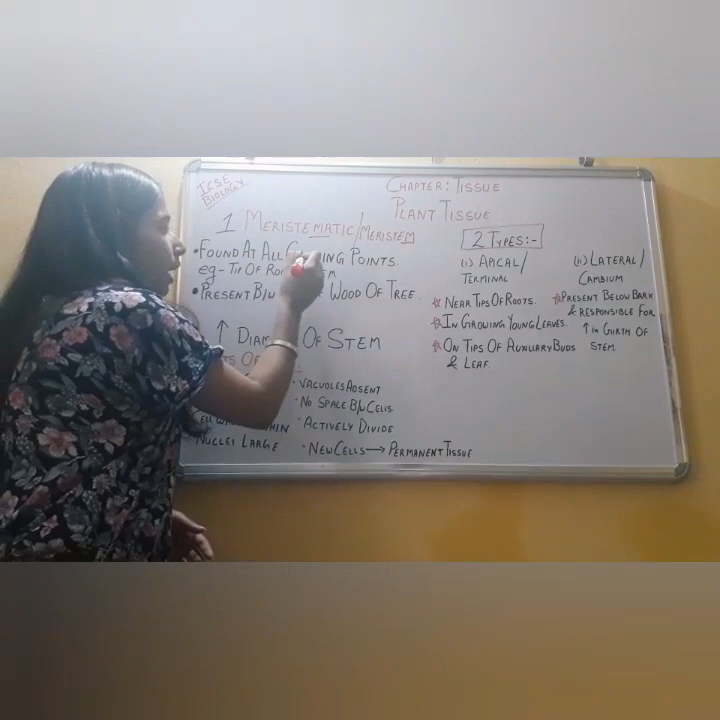 ICSE
BIOLOGY
CHAPTER: TISSUE
PLANT TISSUE
1 MERISTEMATIC/MERISTEM
• FOUND AT ALL POINTS.
eg - TIP OF
• PRESENT B/W WOOD OF TREE
↑ OF STEM
OF
• VACUOLES ABSENT
• NO SPACE B/W CELLS
• ACTIVELY DIVIDE
NUCLEI LARGE
• NEW CELLS → PERMANENT TISSUE
2 TYPES:-
(i) APICAL/
TERMINAL
☆ NEAR TIPS OF ROOTS.
☆ IN GROWING YOUNG LEAVES.
☆ ON TIPS OF AUXILARY BUDS
& LEAF.
(ii) LATERAL/
CAMBIUM
☆ PRESENT BELOW BARK
& RESPONSIBLE FOR
↑ in GIRTH OF
STEM